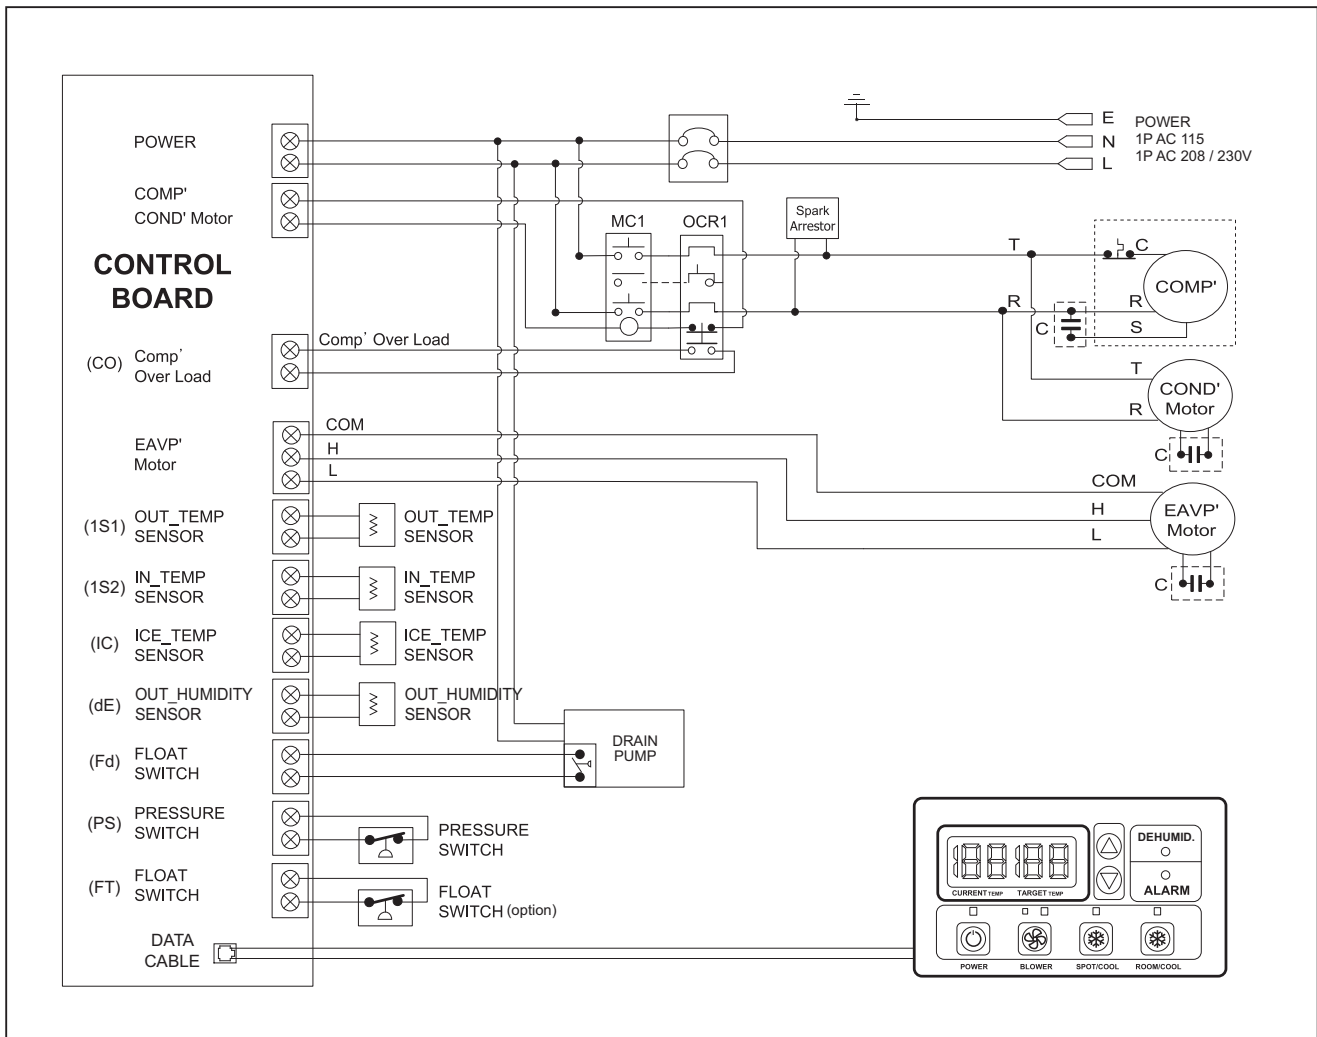 POWER
COMP'
COND' Motor
CONTROL
BOARD
(CO) Comp'
Over Load
EAVP'
Motor
(1S1) OUT_TEMP
SENSOR
(1S2) IN_TEMP
SENSOR
(IC) ICE_TEMP
SENSOR
(dE) OUT_HUMIDITY
SENSOR
(Fd) FLOAT
SWITCH
(PS) PRESSURE
SWITCH
(FT) FLOAT
SWITCH
DATA
CABLE
Comp' Over Load
COM
H
L
OUT_TEMP
SENSOR
IN_TEMP
SENSOR
ICE_TEMP
SENSOR
OUT_HUMIDITY
SENSOR
DRAIN
PUMP
PRESSURE
SWITCH
FLOAT
SWITCH (option)
MC1
OCR1
Spark
Arrestor
E
N
L
POWER
1P AC 115
1P AC 208 / 230V
T
R
C
C
R
S
COMP'
T
R
COND'
Motor
C
COM
H
L
EAVP'
Motor
C
CURRENT TEMP
TARGET TEMP
DEHUMID.
ALARM
POWER
BLOWER
SPOT/COOL
ROOM/COOL